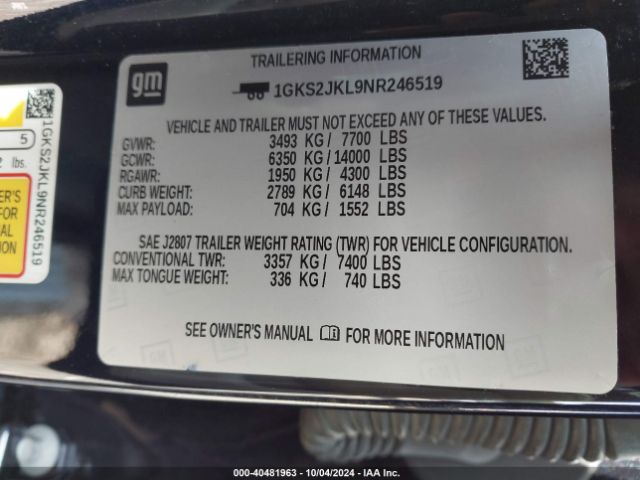 gm
TRAILERING INFORMATION
1GKS2JKL9NR246519
VEHICLE AND TRAILER MUST NOT EXCEED ANY OF THESE VALUES.
GVWR: 3493 KG / 7700 LBS
GCWR: 6350 KG / 14000 LBS
RGAWR: 1950 KG / 4300 LBS
CURB WEIGHT: 2789 KG / 6148 LBS
MAX PAYLOAD: 704 KG / 1552 LBS
SAE J2807 TRAILER WEIGHT RATING (TWR) FOR VEHICLE CONFIGURATION.
CONVENTIONAL TWR: 3357 KG / 7400 LBS
MAX TONGUE WEIGHT: 336 KG / 740 LBS
SEE OWNER'S MANUAL FOR MORE INFORMATION
5
lbs.
1GKS2JKL9NR246519
000-40481963 - 10/04/2024 - IAA Inc.